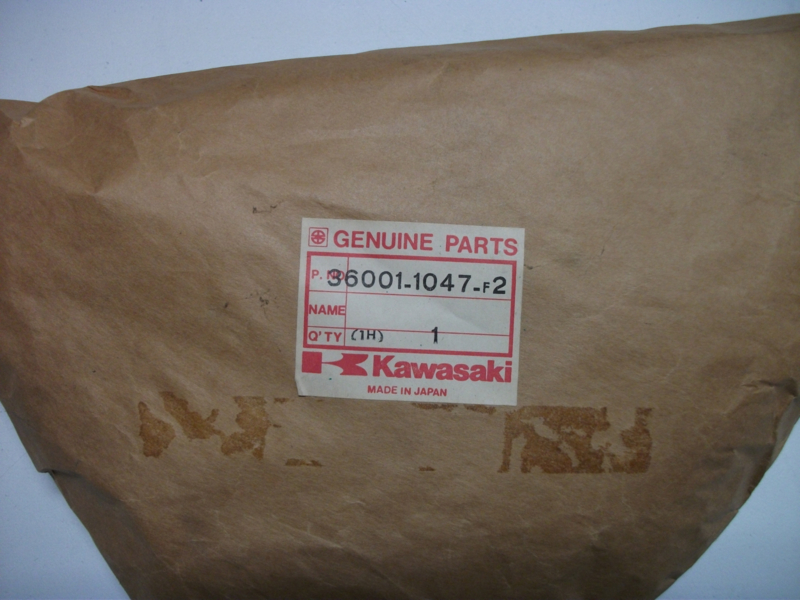 GENUINE PARTS
P. NO 36001-1047-F2
NAME
Q'TY (1H) 1
Kawasaki
MADE IN JAPAN